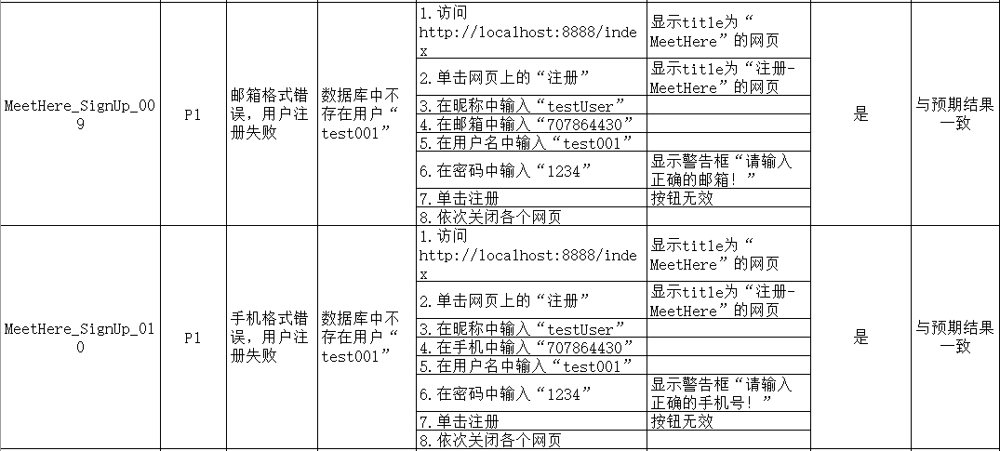 MeetHere_SignUp_00
9
P1
邮箱格式错
误，用户注
册失败
数据库中不
存在用户“
test001”
1.访问
http://localhost:8888/inde
x
显示title为“
MeetHere”的网页
2.单击网页上的“注册”
显示title为“注册-
MeetHere”的网页
3.在昵称中输入“testUser”
4.在邮箱中输入“707864430”
5.在用户名中输入“test001”
6.在密码中输入“1234”
显示警告框“请输入
正确的邮箱！”
7.单击注册
按钮无效
8.依次关闭各个网页
是
与预期结果
一致
MeetHere_SignUp_01
0
P1
手机格式错
误，用户注
册失败
数据库中不
存在用户“
test001”
1.访问
http://localhost:8888/inde
x
显示title为“
MeetHere”的网页
2.单击网页上的“注册”
显示title为“注册-
MeetHere”的网页
3.在昵称中输入“testUser”
4.在手机中输入“707864430”
5.在用户名中输入“test001”
6.在密码中输入“1234”
显示警告框“请输入
正确的手机号！”
7.单击注册
按钮无效
8.依次关闭各个网页
是
与预期结果
一致